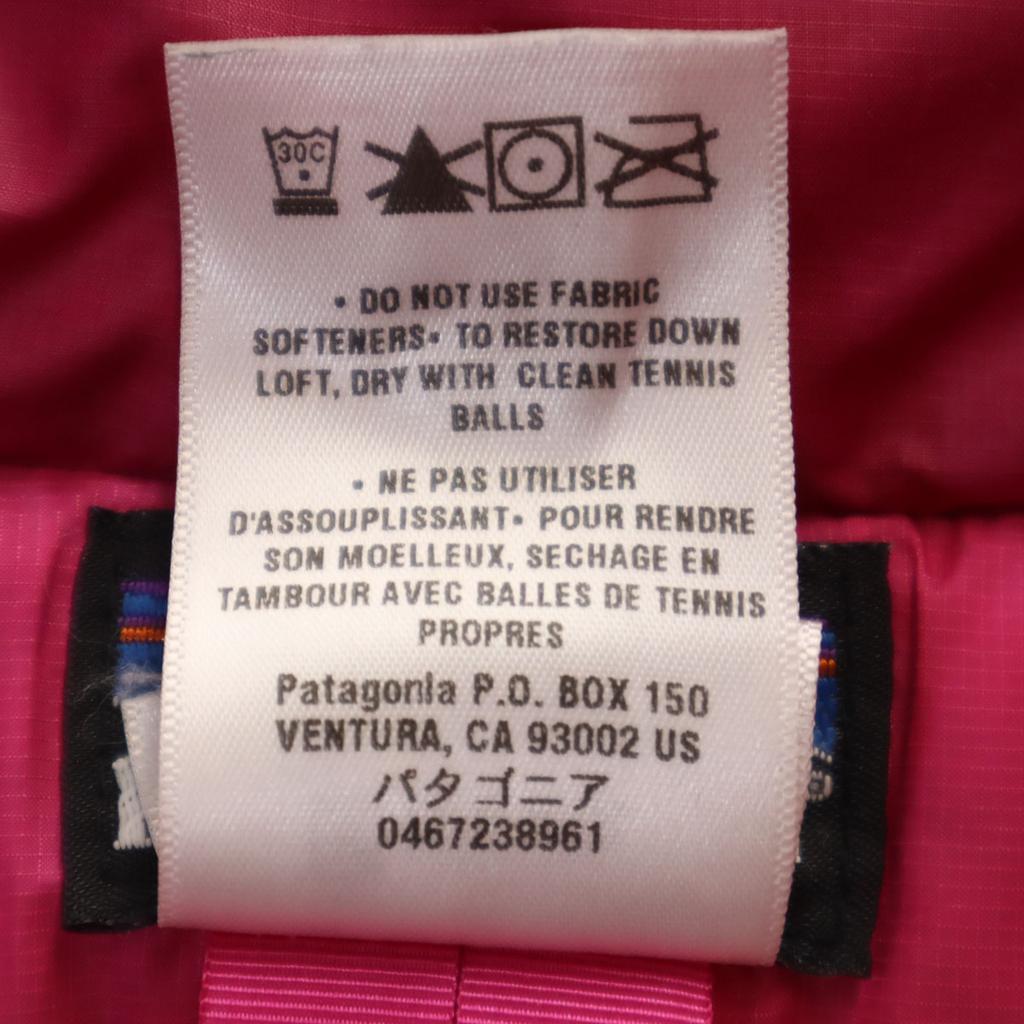 30C
• DO NOT USE FABRIC
SOFTENERS• TO RESTORE DOWN
LOFT, DRY WITH CLEAN TENNIS
BALLS
• NE PAS UTILISER
D'ASSOUPLISSANT• POUR RENDRE
SON MOELLEUX, SECHAGE EN
TAMBOUR AVEC BALLES DE TENNIS
PROPRES
Patagonia P.O. BOX 150
VENTURA, CA 93002 US
パタゴニア
0467238961